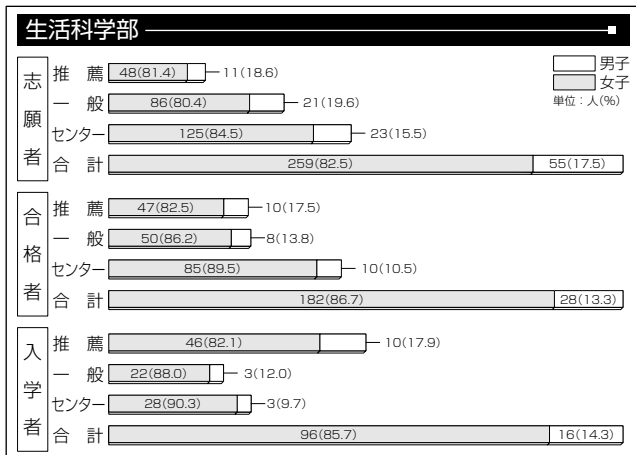 生活科学部
男子
女子
単位：人(%)
志願者
推薦 48(81.4) 11(18.6)
一般 86(80.4) 21(19.6)
センター 125(84.5) 23(15.5)
合計 259(82.5) 55(17.5)
合格者
推薦 47(82.5) 10(17.5)
一般 50(86.2) 8(13.8)
センター 85(89.5) 10(10.5)
合計 182(86.7) 28(13.3)
入学者
推薦 46(82.1) 10(17.9)
一般 22(88.0) 3(12.0)
センター 28(90.3) 3(9.7)
合計 96(85.7) 16(14.3)